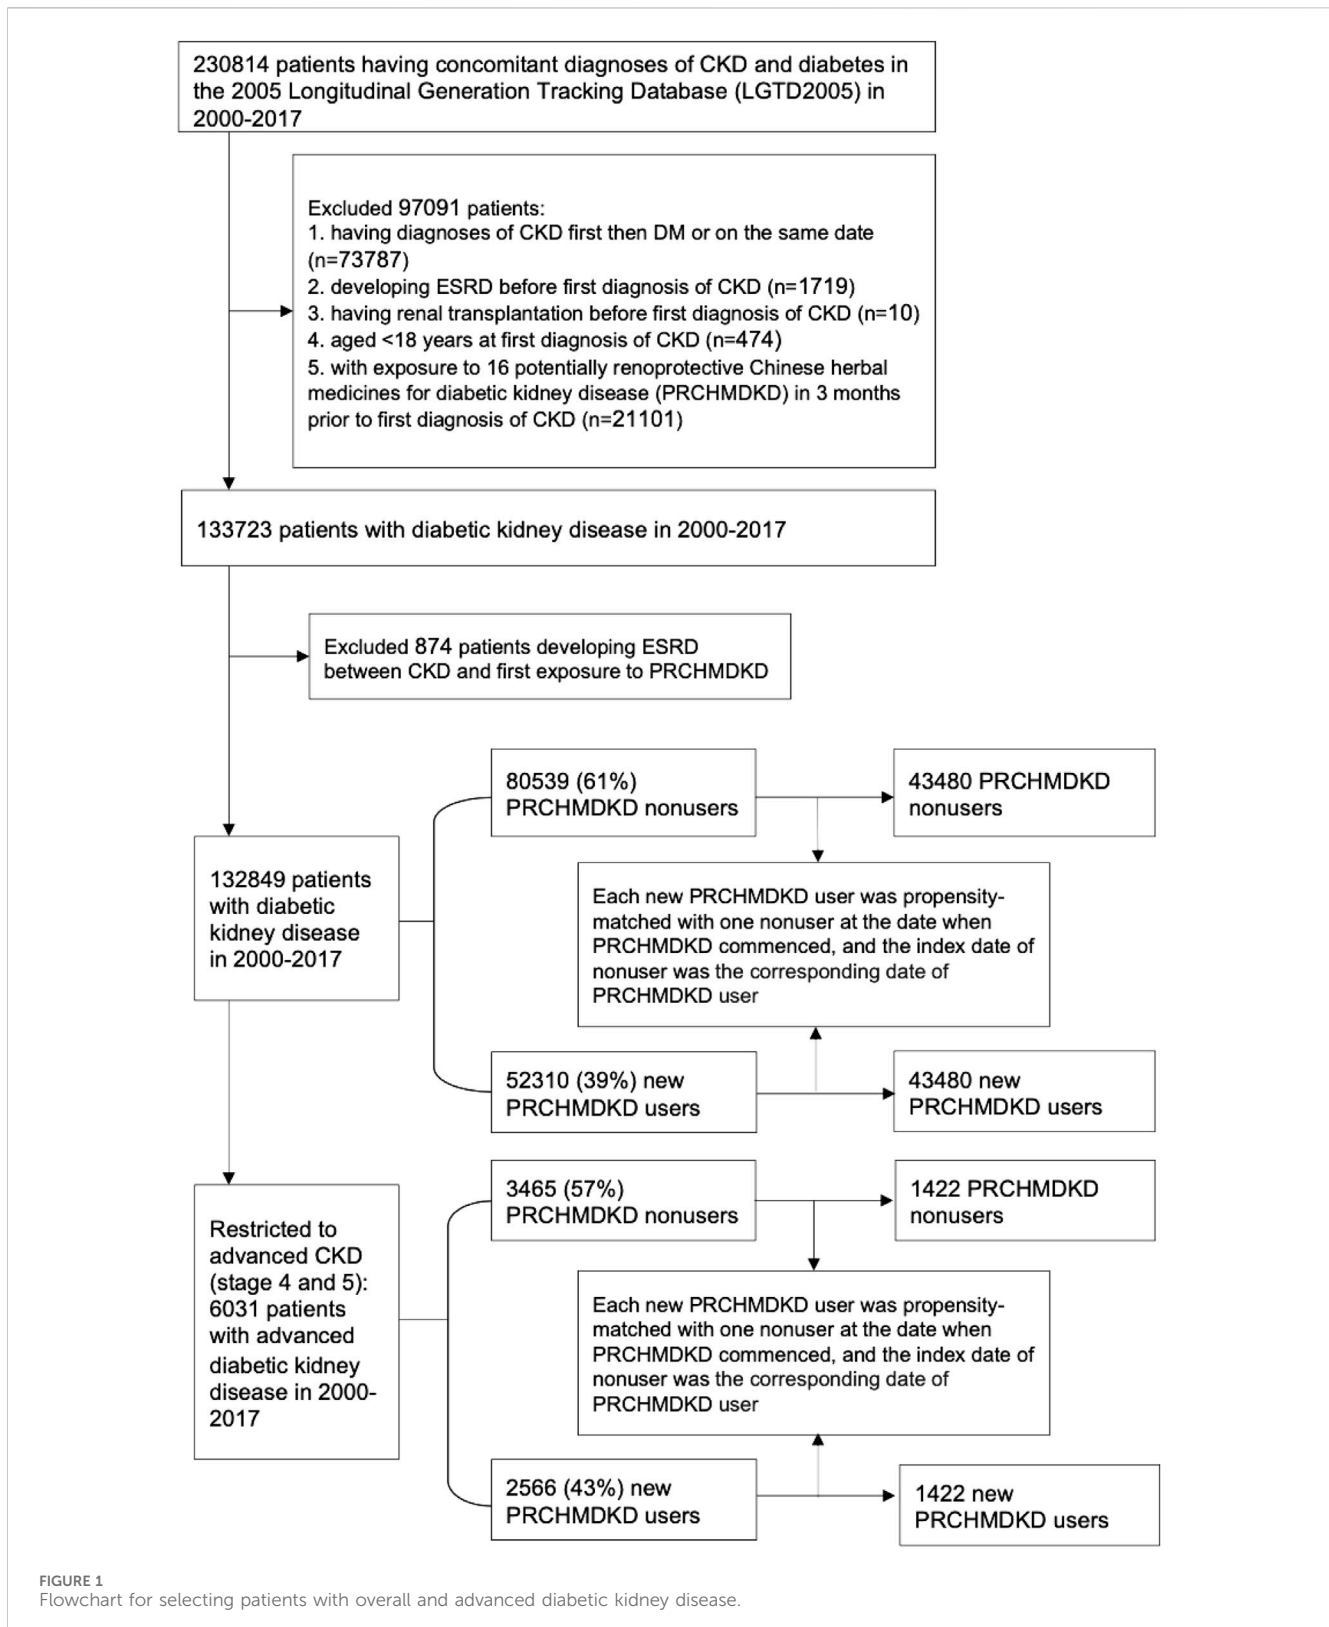 230814 patients having concomitant diagnoses of CKD and diabetes in
the 2005 Longitudinal Generation Tracking Database (LGTD2005) in
2000-2017
Excluded 97091 patients:
1. having diagnoses of CKD first then DM or on the same date
(n=73787)
2. developing ESRD before first diagnosis of CKD (n=1719)
3. having renal transplantation before first diagnosis of CKD (n=10)
4. aged <18 years at first diagnosis of CKD (n=474)
5. with exposure to 16 potentially renoprotective Chinese herbal
medicines for diabetic kidney disease (PRCHMDKD) in 3 months
prior to first diagnosis of CKD (n=21101)
133723 patients with diabetic kidney disease in 2000-2017
Excluded 874 patients developing ESRD
between CKD and first exposure to PRCHMDKD
80539 (61%)
PRCHMDKD nonusers
43480 PRCHMDKD
nonusers
132849 patients
with diabetic
kidney disease
in 2000-2017
Each new PRCHMDKD user was propensity-
matched with one nonuser at the date when
PRCHMDKD commenced, and the index date of
nonuser was the corresponding date of
PRCHMDKD user
52310 (39%) new
PRCHMDKD users
43480 new
PRCHMDKD users
3465 (57%)
PRCHMDKD nonusers
1422 PRCHMDKD
nonusers
Restricted to
advanced CKD
(stage 4 and 5):
6031 patients
with advanced
diabetic kidney
disease in 2000-
2017
Each new PRCHMDKD user was propensity-
matched with one nonuser at the date when
PRCHMDKD commenced, and the index date of
nonuser was the corresponding date of
PRCHMDKD user
2566 (43%) new
PRCHMDKD users
1422 new
PRCHMDKD users
FIGURE 1
Flowchart for selecting patients with overall and advanced diabetic kidney disease.